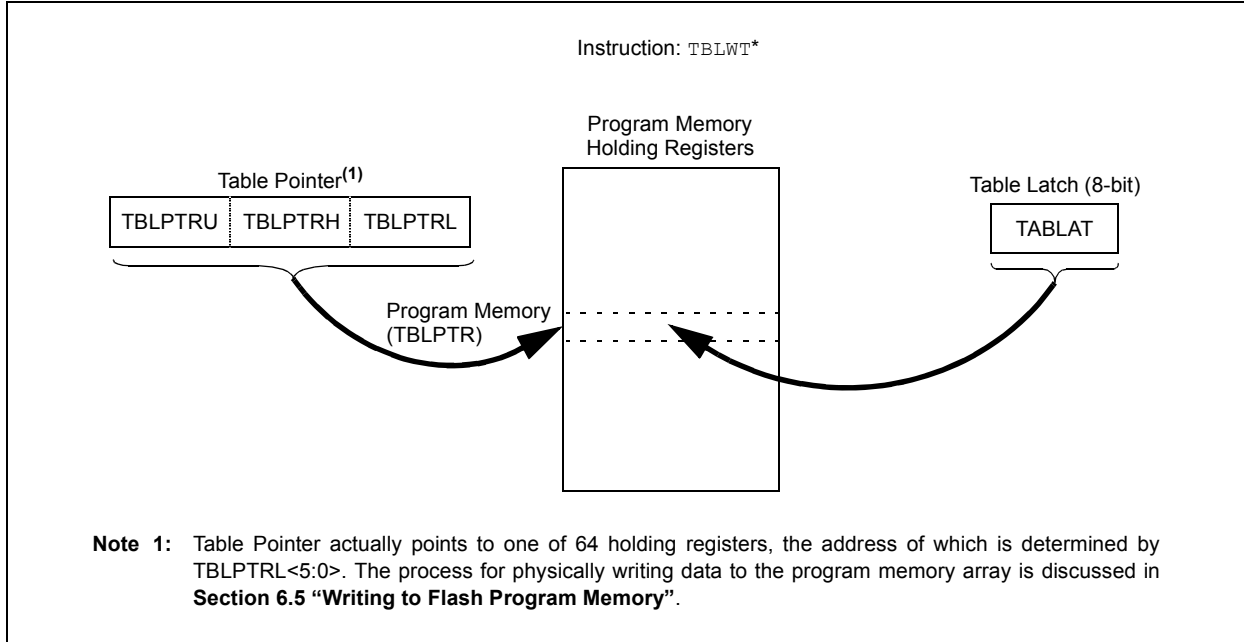 Instruction: TBLWT*
Program Memory
Holding Registers
Table Pointer(1)
Table Latch (8-bit)
TBLPTRU TBLPTRH TBLPTRL
TABLAT
Program Memory
(TBLPTR)
Note 1: Table Pointer actually points to one of 64 holding registers, the address of which is determined by
TBLPTRL<5:0>. The process for physically writing data to the program memory array is discussed in
Section 6.5 “Writing to Flash Program Memory”.